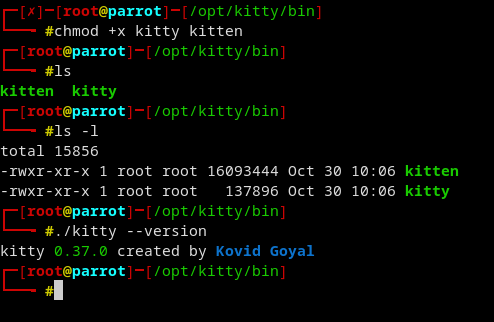 ┌─[✗]─[root@parrot]─[/opt/kitty/bin]
└──╼ #chmod +x kitty kitten
┌─[root@parrot]─[/opt/kitty/bin]
└──╼ #ls
kitten  kitty
┌─[root@parrot]─[/opt/kitty/bin]
└──╼ #ls -l
total 15856
-rwxr-xr-x 1 root root 16093444 Oct 30 10:06 kitten
-rwxr-xr-x 1 root root   137896 Oct 30 10:06 kitty
┌─[root@parrot]─[/opt/kitty/bin]
└──╼ #./kitty --version
kitty 0.37.0 created by Kovid Goyal
┌─[root@parrot]─[/opt/kitty/bin]
└──╼ #